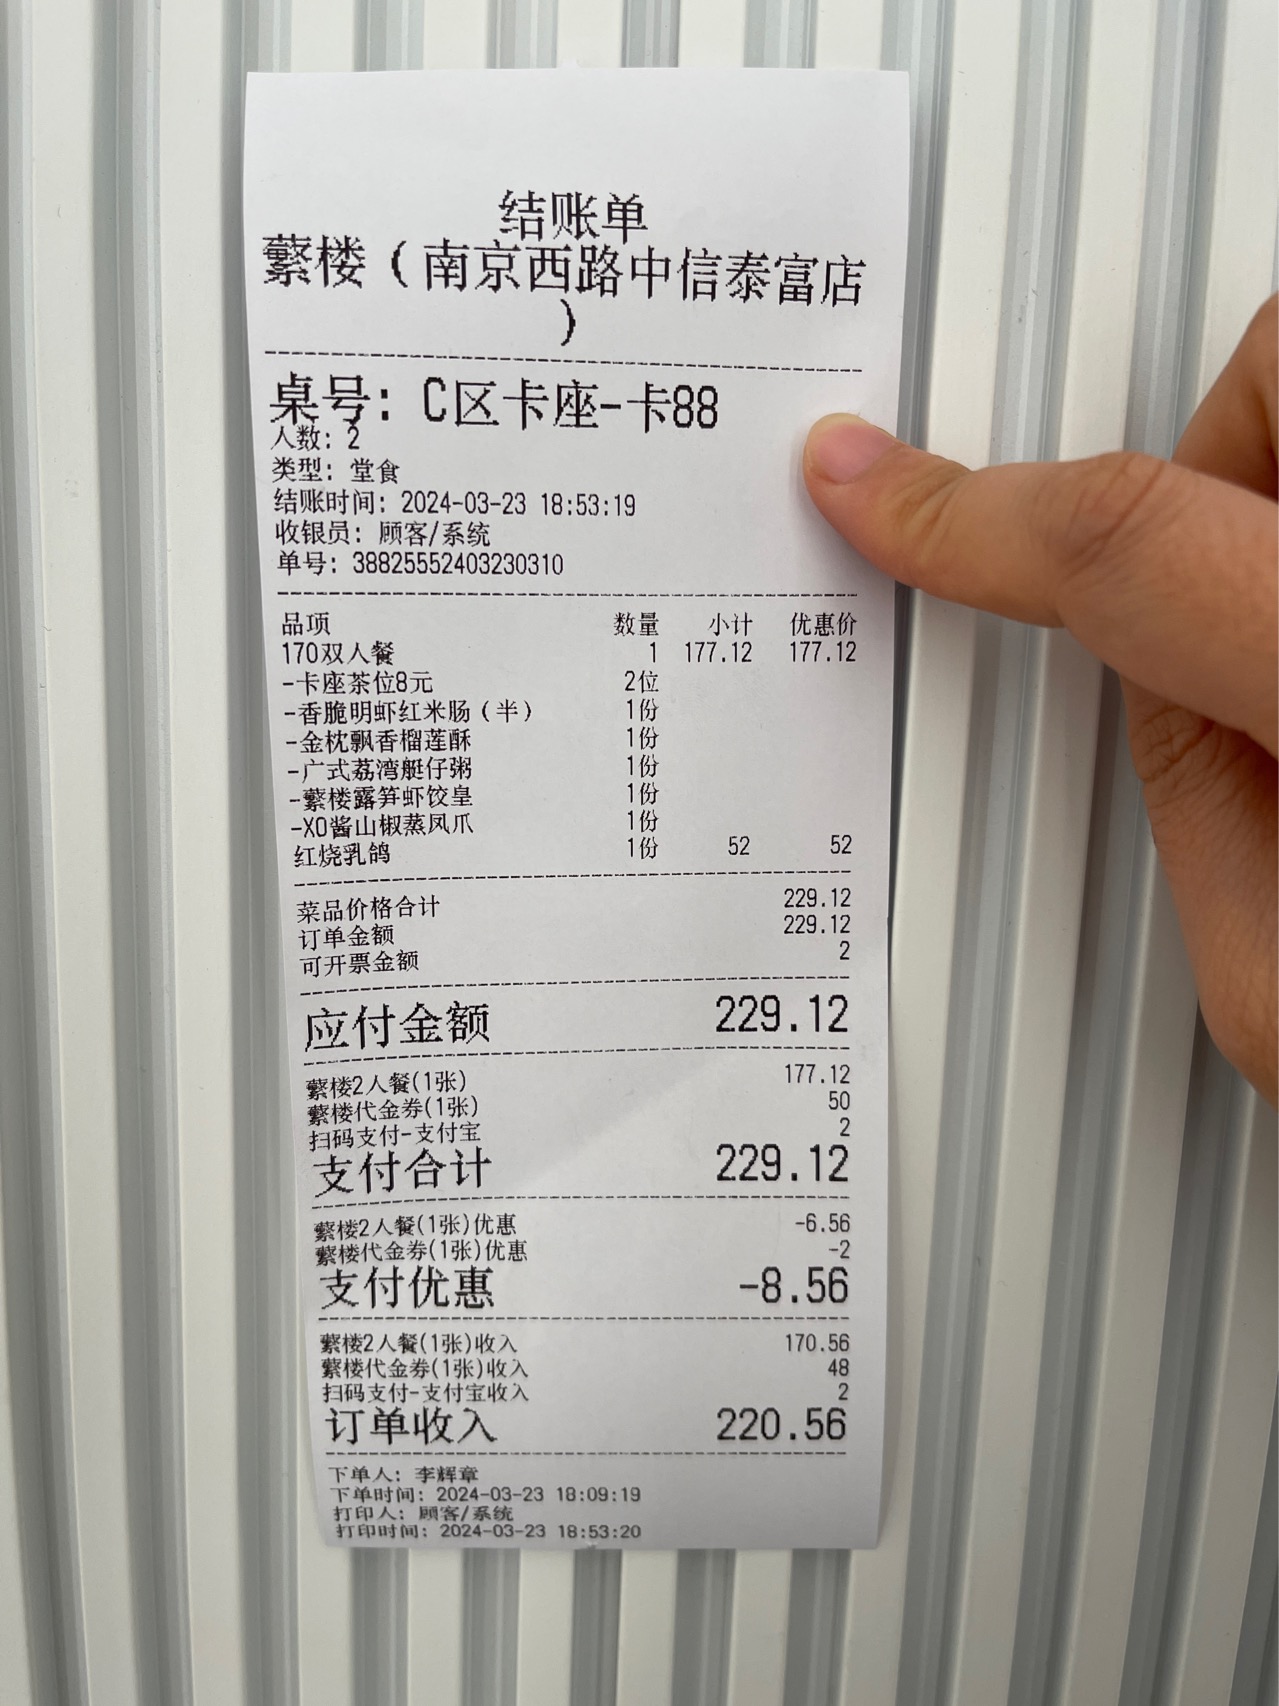 结账单
蘩楼（南京西路中信泰富店
）
桌号：C区卡座-卡88
人数：2
类型：堂食
结账时间：2024-03-23 18:53:19
收银员：顾客/系统
单号：38825552403230310
品项 数量 小计 优惠价
170双人餐 1 177.12 177.12
-卡座茶位8元 2位
-香脆明虾红米肠（半） 1份
-金枕飘香榴莲酥 1份
-广式荔湾艇仔粥 1份
-蘩楼露笋虾饺皇 1份
-XO酱山椒蒸凤爪 1份
红烧乳鸽 1份 52 52
菜品价格合计 229.12
订单金额 229.12
可开票金额 2
应付金额 229.12
蘩楼2人餐(1张) 177.12
蘩楼代金券(1张) 50
扫码支付-支付宝 2
支付合计 229.12
蘩楼2人餐(1张)优惠 -6.56
蘩楼代金券(1张)优惠 -2
支付优惠 -8.56
蘩楼2人餐(1张)收入 170.56
蘩楼代金券(1张)收入 48
扫码支付-支付宝收入 2
订单收入 220.56
下单人：李辉章
下单时间：2024-03-23 18:09:19
打印人：顾客/系统
打印时间：2024-03-23 18:53:20